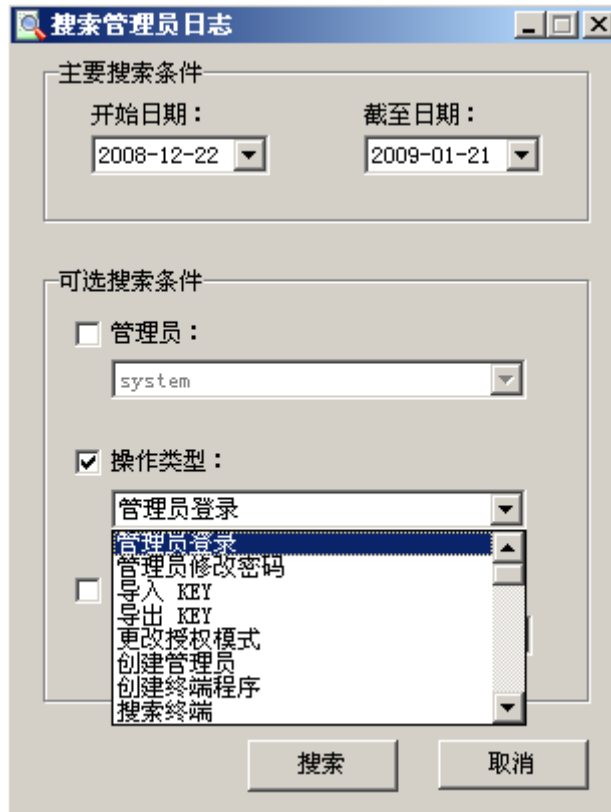 搜索管理员日志
主要搜索条件
开始日期： 截至日期：
2008-12-22 2009-01-21
可选搜索条件
管理员：
system
操作类型：
管理员登录
管理员登录
管理员修改密码
导入 KEY
导出 KEY
更改授权模式
创建管理员
创建终端程序
搜索终端
搜索 取消